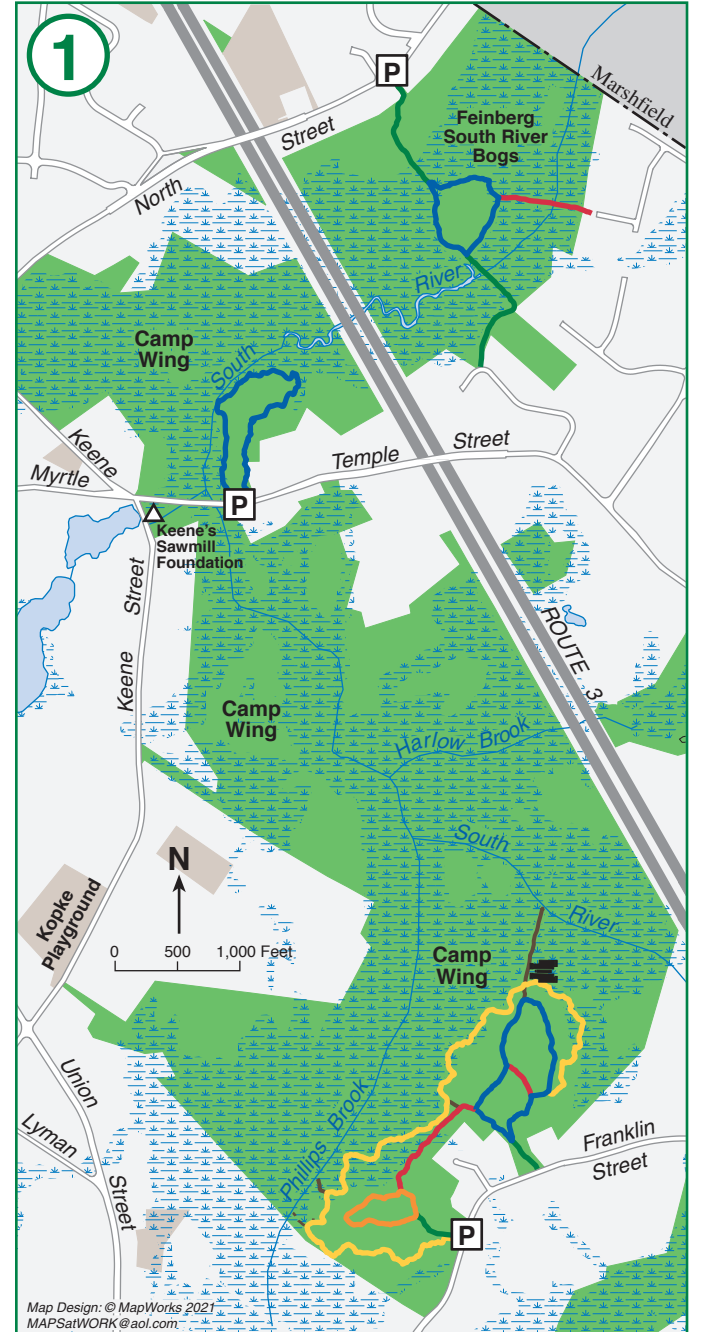 1
P
Marshfield
Feinberg
South River
Bogs
Street
North
River
Camp
Wing
South
Keene
Myrtle
Temple
Street
P
Keene's
Sawmill
Foundation
Street
Keene
ROUTE 3
Camp
Wing
Harlow Brook
South
River
N
Kopke
Playground
0 500 1,000 Feet
Camp
Wing
Union
Street
Lyman
Phillips Brook
Franklin
Street
P
Map Design: © MapWorks 2021
MAPSatWORK@aol.com